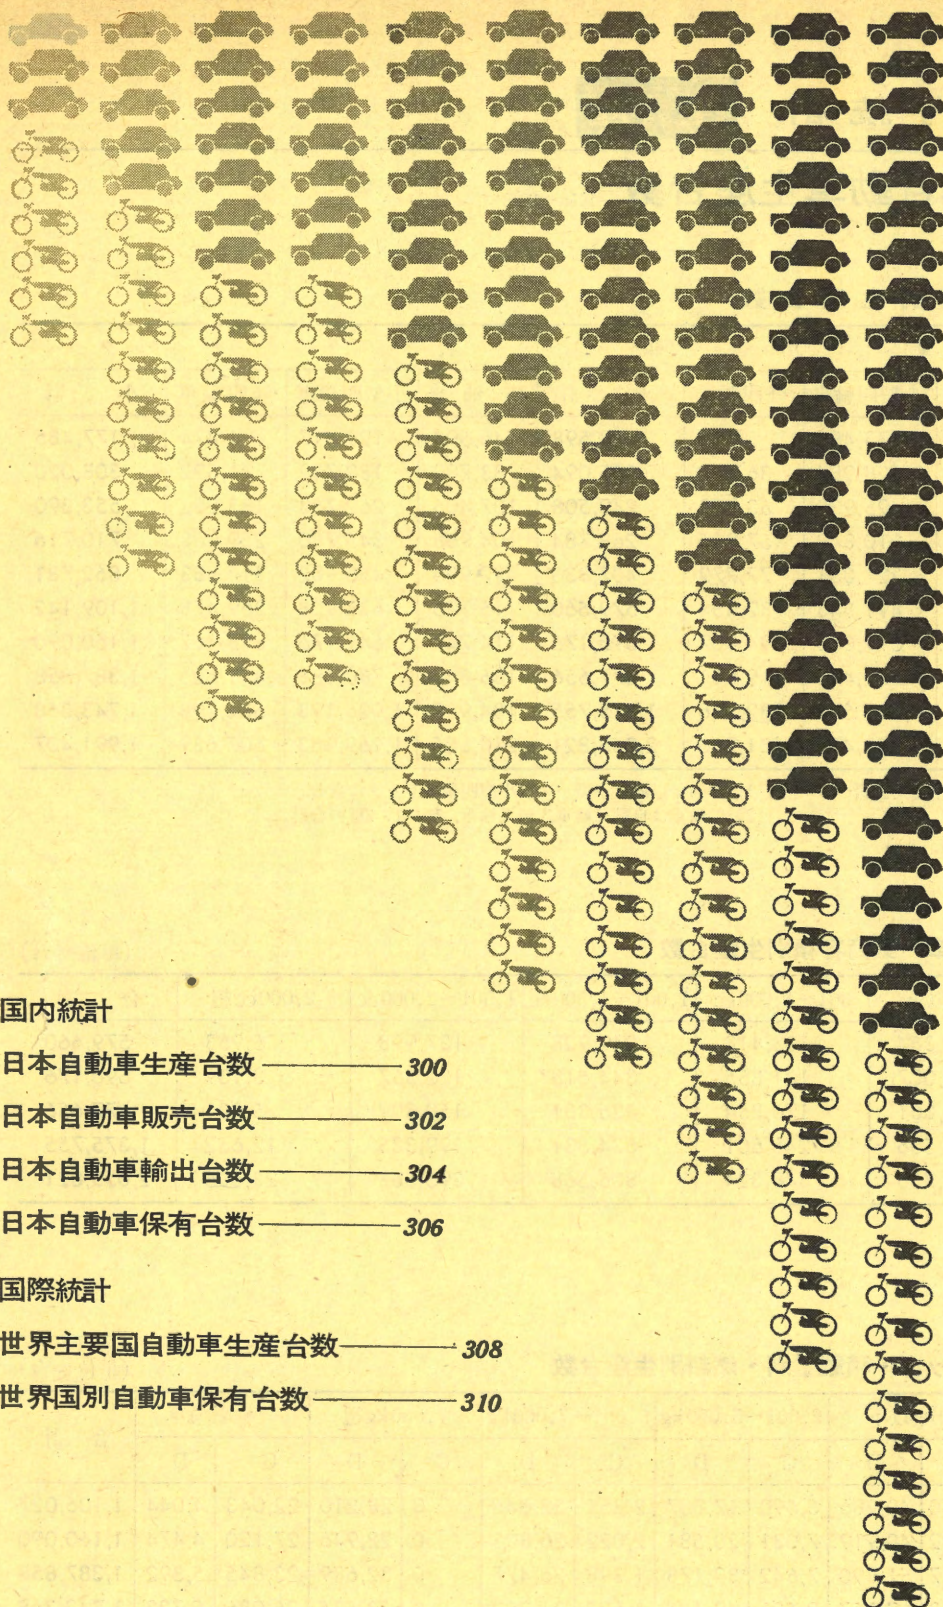 国内統計
日本自動車生産台数 ——— 300
日本自動車販売台数 ——— 302
日本自動車輸出台数 ——— 304
日本自動車保有台数 ——— 306
国際統計
世界主要国自動車生産台数 ——— 308
世界国別自動車保有台数 ——— 310